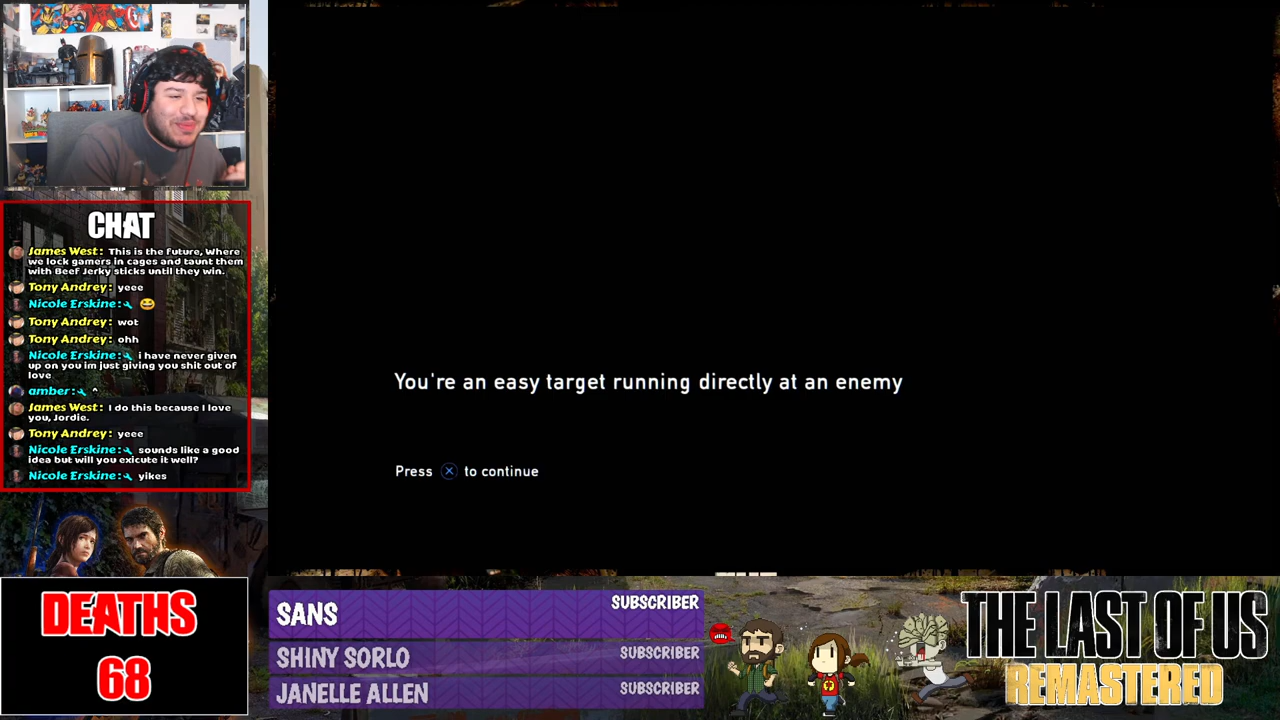 CHAT
James West: This is the future, Where
we lock gamers in cages and taunt them
with Beef Jerky sticks until they win.
Tony Andrey: yeee
Nicole Erskine: 😂
Tony Andrey: wot
Tony Andrey: ohh
Nicole Erskine: i have never given
up on you im just giving you shit out of
love
amber: ^
James West: I do this because I love
you, Jordie.
Tony Andrey: yeee
Nicole Erskine: sounds like a good
idea but will you exicute it well?
Nicole Erskine: yikes
You're an easy target running directly at an enemy
Press X to continue
DEATHS
68
SANS SUBSCRIBER
SHINY SORLO SUBSCRIBER
JANELLE ALLEN SUBSCRIBER
THE LAST OF US
REMASTERED